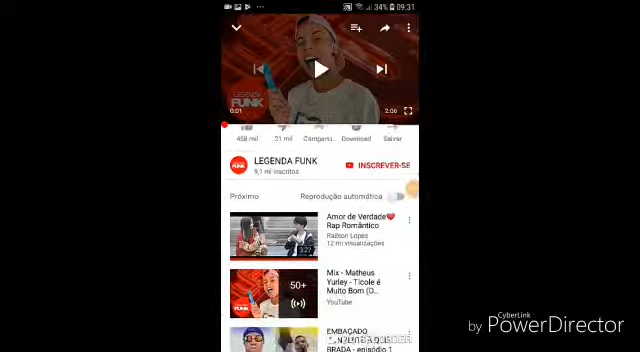 34% 09:31
LEGENDA
FUNK
0:01
2:06
458 mil
21 mil
Download
Salvar
FUNK
LEGENDA FUNK
9,1 mi inscritos
INSCREVER-SE
Próximo
Reprodução automática
Amor de Verdade❤
Rap Romântico
Railson Lopes
12 mi visualizações
3:27
Mix - Matheus
Yurley - Ticole é
Muito Bom (D...
YouTube
50+
FUNK
EMBAÇADO
BRADA - episódio 1
CyberLink
by PowerDirector